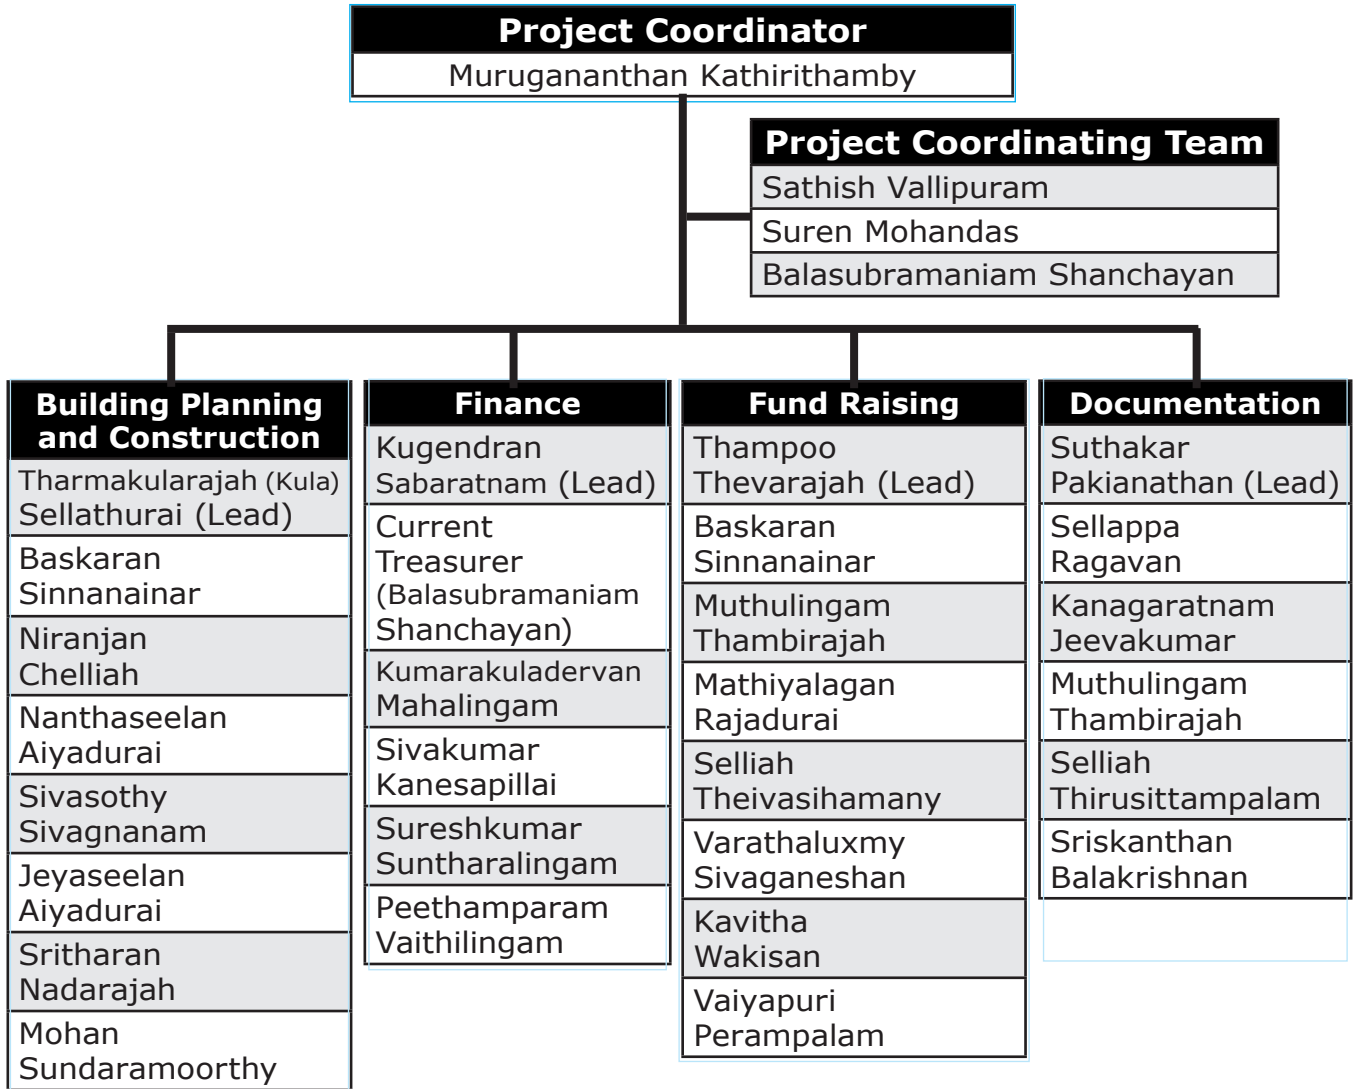 Project Coordinator
Murugananthan Kathirithamby
Project Coordinating Team
Sathish Vallipuram
Suren Mohandas
Balasubramaniam Shanchayan
Building Planning
and Construction
Tharmakularajah (Kula)
Sellathurai (Lead)
Baskaran
Sinnanainar
Niranjan
Chelliah
Nanthaseelan
Aiyadurai
Sivasothy
Sivagnanam
Jeyaseelan
Aiyadurai
Sritharan
Nadarajah
Mohan
Sundaramoorthy
Finance
Kugendran
Sabaratnam (Lead)
Current
Treasurer
(Balasubramaniam
Shanchayan)
Kumarakuladervan
Mahalingam
Sivakumar
Kanesapillai
Sureshkumar
Suntharalingam
Peethamparam
Vaithilingam
Fund Raising
Thampoo
Thevarajah (Lead)
Baskaran
Sinnanainar
Muthulingam
Thambirajah
Mathiyalagan
Rajadurai
Selliah
Theivasihamany
Varathaluxmy
Sivaganeshan
Kavitha
Wakisan
Vaiyapuri
Perampalam
Documentation
Suthakar
Pakianathan (Lead)
Sellappa
Ragavan
Kanagaratnam
Jeevakumar
Muthulingam
Thambirajah
Selliah
Thirusittampalam
Sriskanthan
Balakrishnan